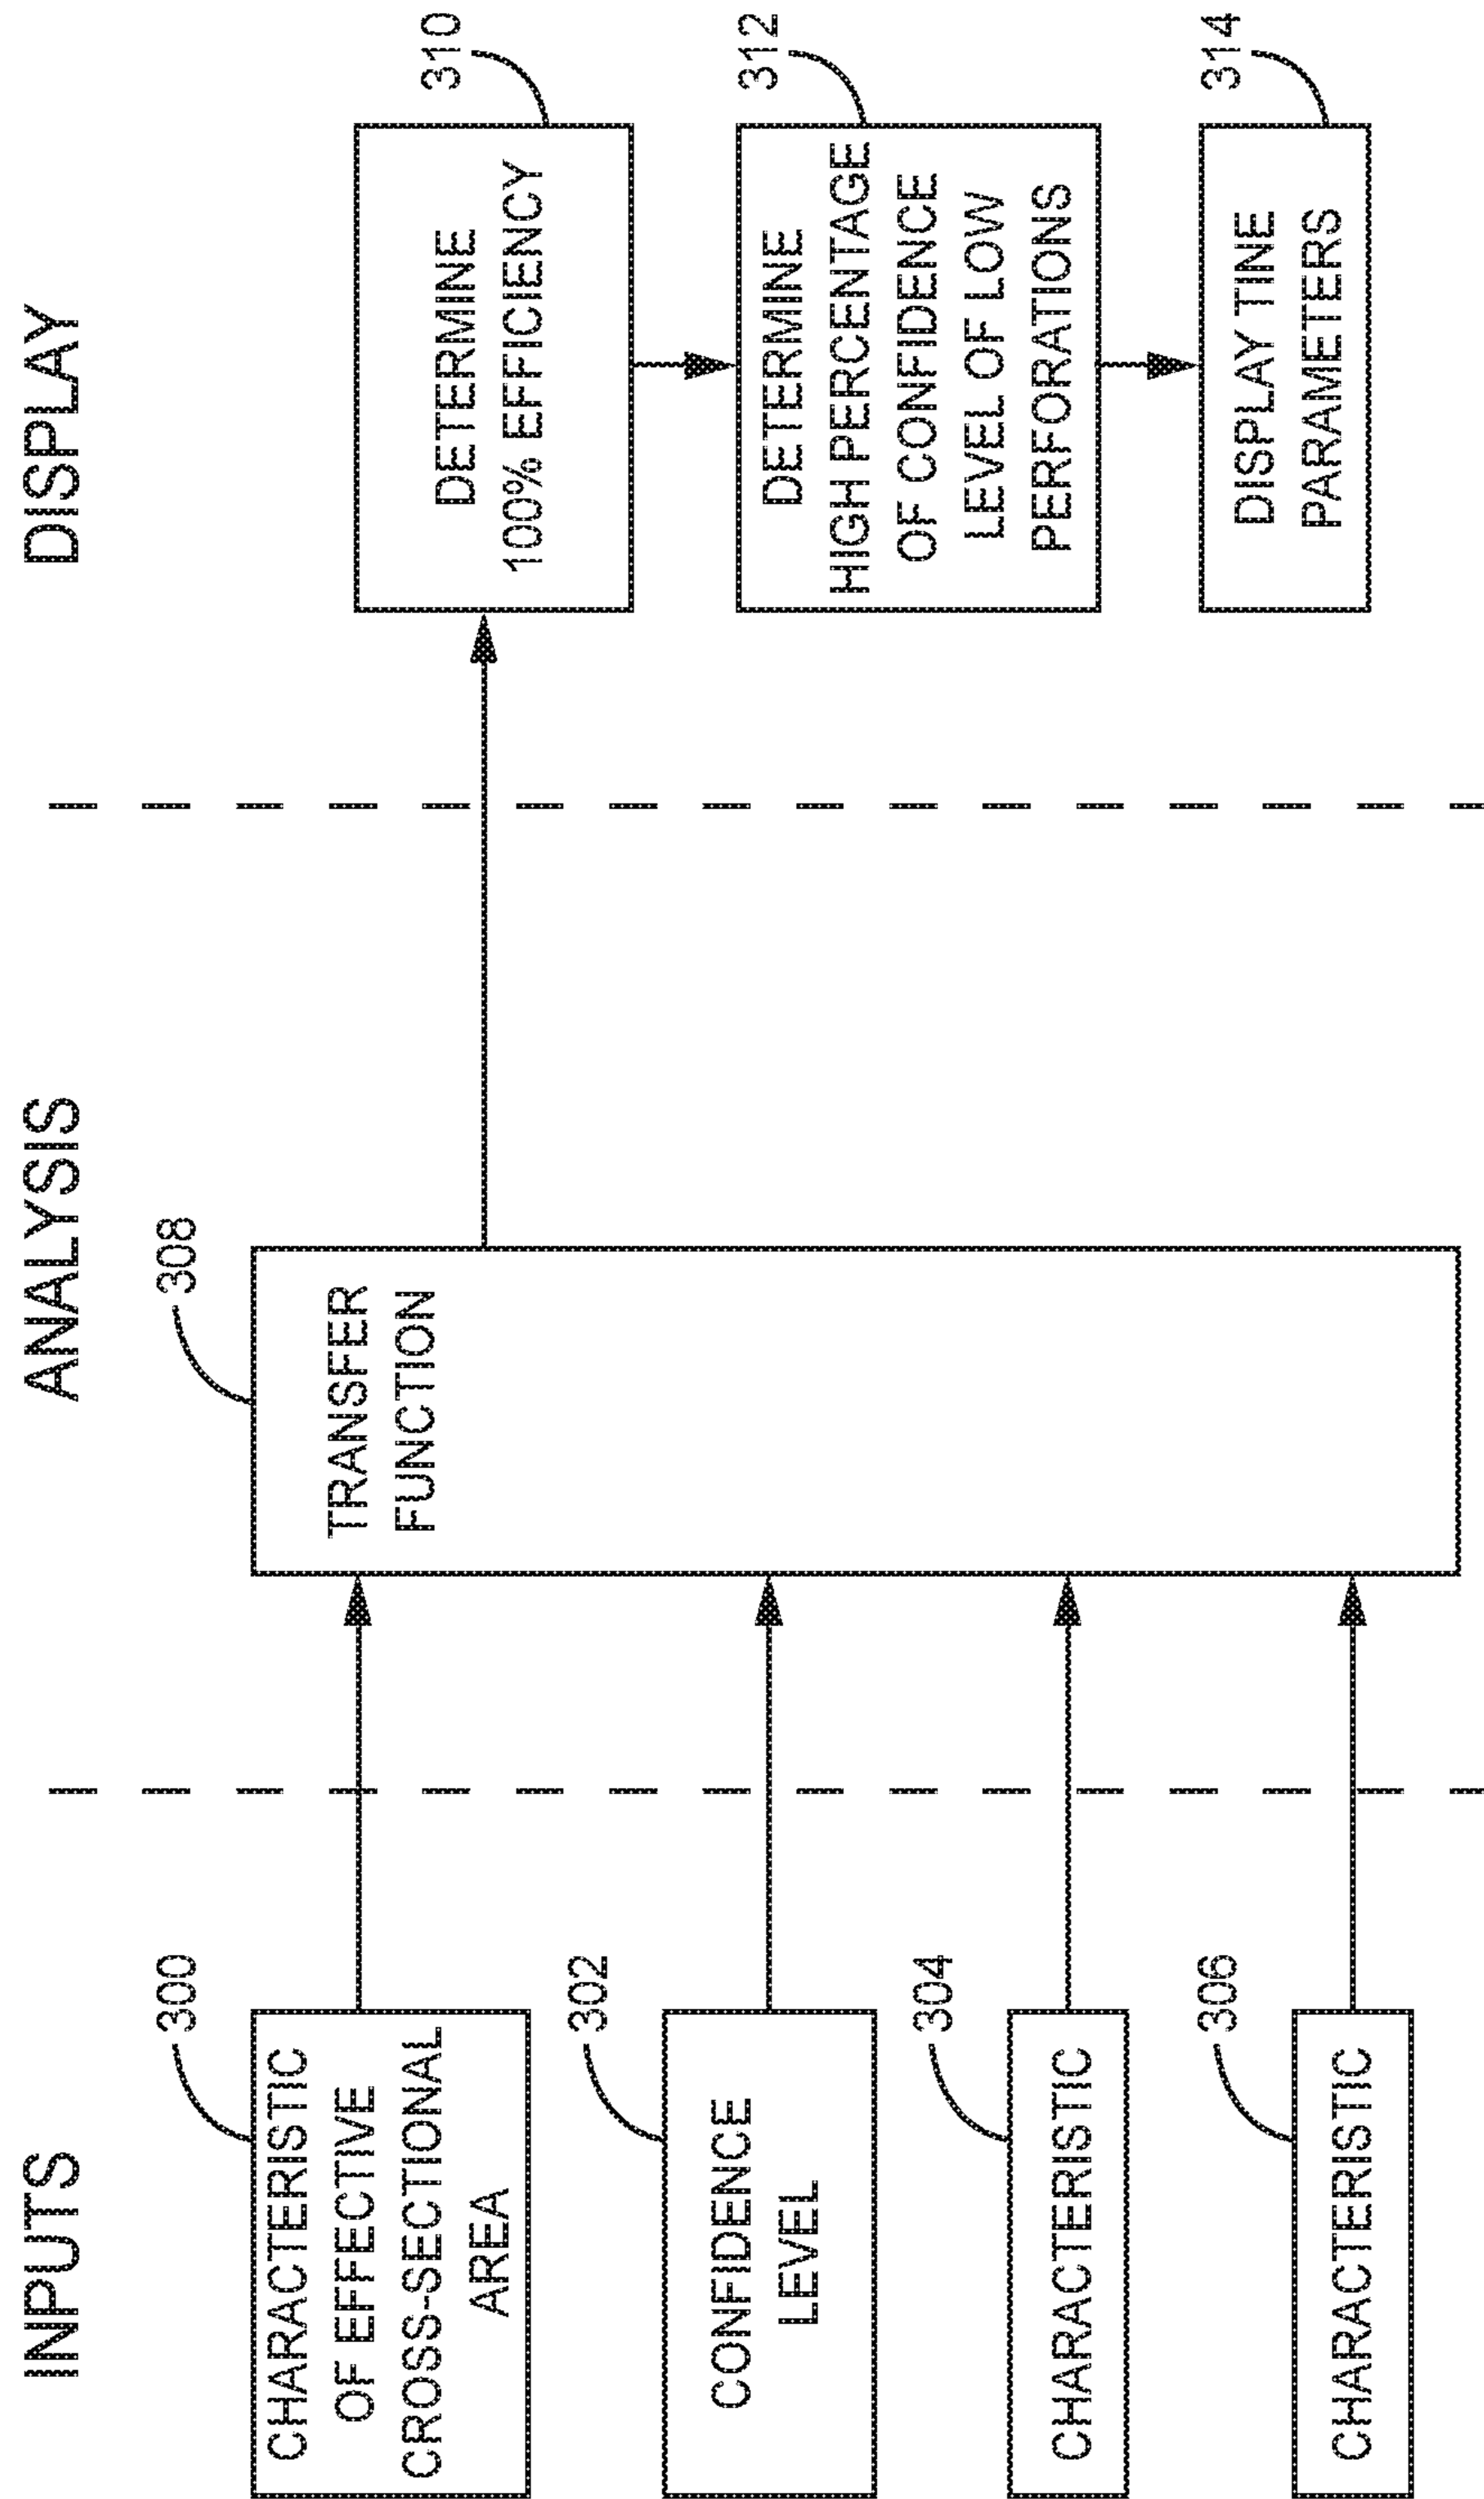 INPUTS
ANALYSIS
DISPLAY
300
CHARACTERISTIC
OF EFFECTIVE
CROSS-SECTIONAL
AREA
302
CONFIDENCE
LEVEL
304
CHARACTERISTIC
306
CHARACTERISTIC
308
TRANSFER
FUNCTION
310
DETERMINE
100% EFFICIENCY
312
DETERMINE
HIGH PERCENTAGE
OF CONFIDENCE
LEVEL OF LOW
PERFORATIONS
314
DISPLAY TINE
PARAMETERS